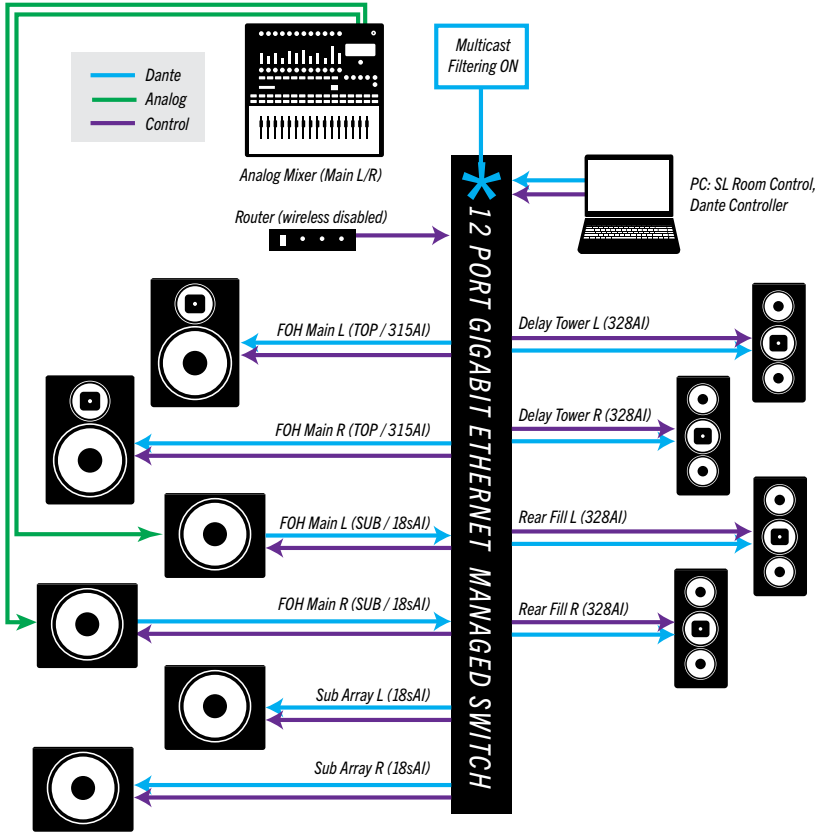 Multicast
Filtering ON
Dante
Analog
Control
Analog Mixer (Main L/R)
PC: SL Room Control,
Dante Controller
Router (wireless disabled)
12 PORT GIGABIT ETHERNET MANAGED SWITCH
FOH Main L (TOP / 315AI)
Delay Tower L (328AI)
FOH Main R (TOP / 315AI)
Delay Tower R (328AI)
FOH Main L (SUB / 18sAI)
Rear Fill L (328AI)
FOH Main R (SUB / 18sAI)
Rear Fill R (328AI)
Sub Array L (18sAI)
Sub Array R (18sAI)